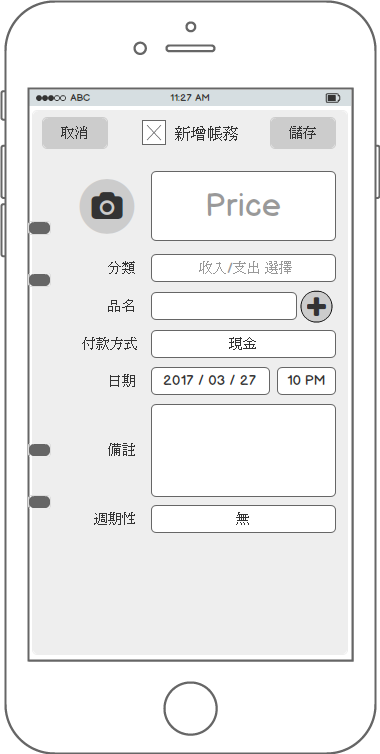 ABC 11:27 AM
取消 新增帳務 儲存
Price
分類 收入/支出 選擇
品名
付款方式 現金
日期 2017 / 03 / 27 10 PM
備註
週期性 無